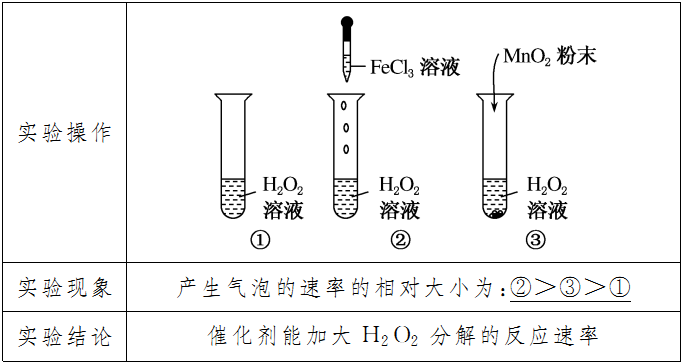 实验操作
FeCl₃ 溶液
MnO₂ 粉末
H₂O₂
溶液
①
H₂O₂
溶液
②
H₂O₂
溶液
③
实验现象
产生气泡的速率的相对大小为:②>③>①
实验结论
催化剂能加大 H₂O₂ 分解的反应速率